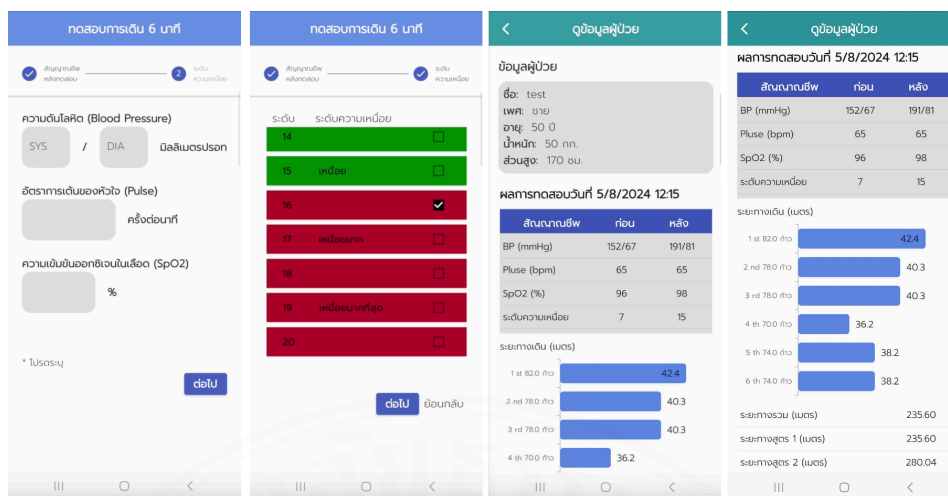 ทดสอบการเดิน 6 นาที
สัญญาณชีพ
หลังทดสอบ
2
ระดับ
ความเหนื่อย
ความดันโลหิต (Blood Pressure)
SYS / DIA มิลลิเมตรปรอท
อัตราการเต้นของหัวใจ (Pulse)
ครั้งต่อนาที
ความเข้มข้นออกซิเจนในเลือด (SpO2)
%
* โปรดระบุ
ต่อไป
ทดสอบการเดิน 6 นาที
สัญญาณชีพ
หลังทดสอบ
ระดับ
ความเหนื่อย
ระดับ ระดับความเหนื่อย
14
15 เหนื่อย
16
17 เหนื่อยมาก
18
19 เหนื่อยมากที่สุด
20
ต่อไป ย้อนกลับ
ดูข้อมูลผู้ป่วย
ข้อมูลผู้ป่วย
ชื่อ: test
เพศ: ชาย
อายุ: 50 ปี
น้ำหนัก: 50 กก.
ส่วนสูง: 170 ซม.
ผลการทดสอบวันที่ 5/8/2024 12:15
สัญญาณชีพ ก่อน หลัง
BP (mmHg) 152/67 191/81
Pluse (bpm) 65 65
SpO2 (%) 96 98
ระดับความเหนื่อย 7 15
ระยะทางเดิน (เมตร)
1 st 82.0 ก้าว 42.4
2 nd 78.0 ก้าว 40.3
3 rd 78.0 ก้าว 40.3
4 th 70.0 ก้าว 36.2
ดูข้อมูลผู้ป่วย
ผลการทดสอบวันที่ 5/8/2024 12:15
สัญญาณชีพ ก่อน หลัง
BP (mmHg) 152/67 191/81
Pluse (bpm) 65 65
SpO2 (%) 96 98
ระดับความเหนื่อย 7 15
ระยะทางเดิน (เมตร)
1 st 82.0 ก้าว 42.4
2 nd 78.0 ก้าว 40.3
3 rd 78.0 ก้าว 40.3
4 th 70.0 ก้าว 36.2
5 th 74.0 ก้าว 38.2
6 th 74.0 ก้าว 38.2
ระยะทางรวม (เมตร) 235.60
ระยะทางสูตร 1 (เมตร) 235.60
ระยะทางสูตร 2 (เมตร) 280.04